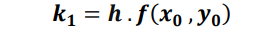 k₁ = h . f(x₀ , y₀)